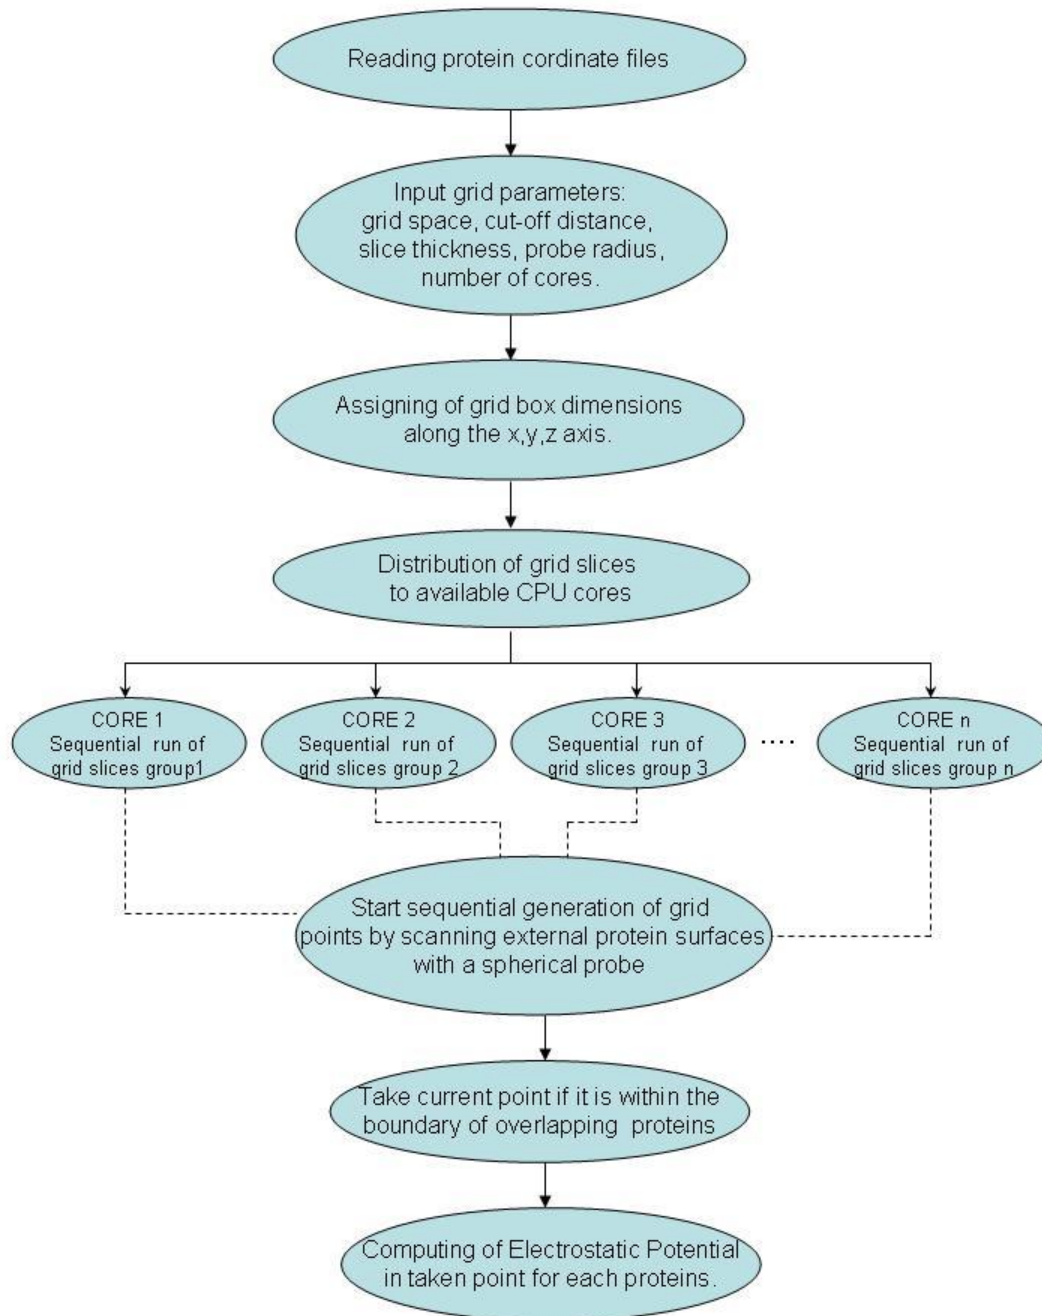 Reading protein cordinate files
Input grid parameters:
grid space, cut-off distance,
slice thickness, probe radius,
number of cores.
Assigning of grid box dimensions
along the x,y,z axis.
Distribution of grid slices
to available CPU cores
CORE 1
Sequential run of
grid slices group1
CORE 2
Sequential run of
grid slices group 2
CORE 3
Sequential run of
grid slices group 3
....
CORE n
Sequential run of
grid slices group n
Start sequential generation of grid
points by scanning external protein surfaces
with a spherical probe
Take current point if it is within the
boundary of overlapping proteins
Computing of Electrostatic Potential
in taken point for each proteins.